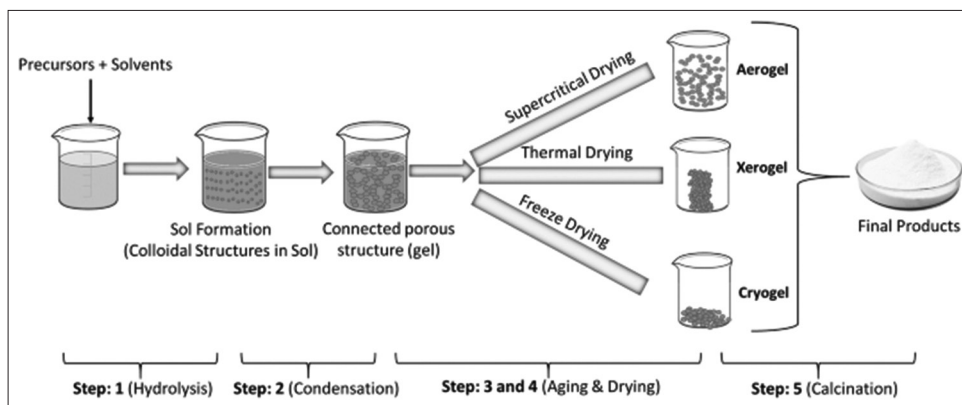 Precursors + Solvents
Sol Formation
(Colloidal Structures in Sol)
Connected porous
structure (gel)
Supercritical Drying
Thermal Drying
Freeze Drying
Aerogel
Xerogel
Cryogel
Final Products
Step: 1 (Hydrolysis)
Step: 2 (Condensation)
Step: 3 and 4 (Aging & Drying)
Step: 5 (Calcination)